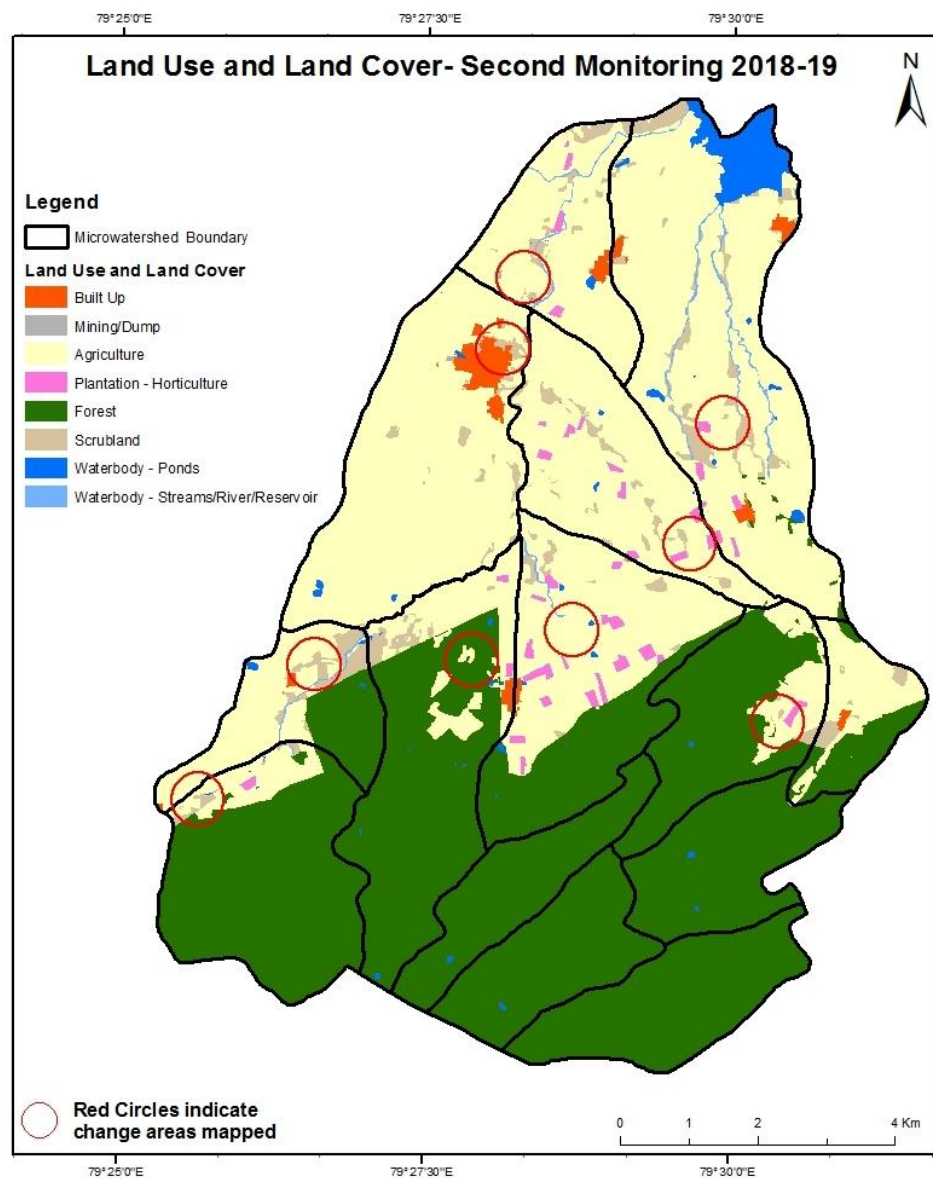 79°25'0"E
79°27'30"E
79°30'0"E
Land Use and Land Cover- Second Monitoring 2018-19
N
Legend
Microwatershed Boundary
Land Use and Land Cover
Built Up
Mining/Dump
Agriculture
Plantation - Horticulture
Forest
Scrubland
Waterbody - Ponds
Waterbody - Streams/River/Reservoir
Red Circles indicate
change areas mapped
0 1 2 4 Km
79°25'0"E
79°27'30"E
79°30'0"E